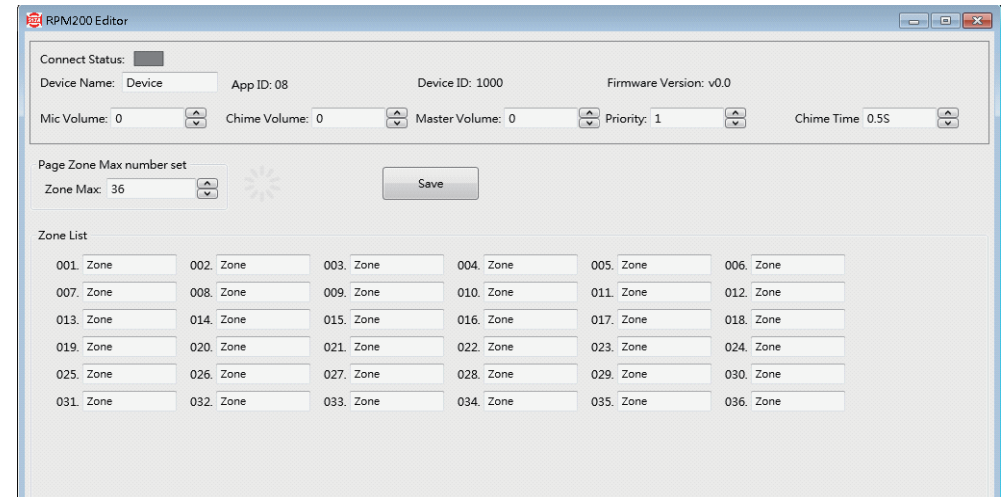 RPM200 Editor
Connect Status:
Device Name: Device App ID: 08 Device ID: 1000 Firmware Version: v0.0
Mic Volume: 0 Chime Volume: 0 Master Volume: 0 Priority: 1 Chime Time 0.5S
Page Zone Max number set
Zone Max: 36 Save
Zone List
001. Zone 002. Zone 003. Zone 004. Zone 005. Zone 006. Zone
007. Zone 008. Zone 009. Zone 010. Zone 011. Zone 012. Zone
013. Zone 014. Zone 015. Zone 016. Zone 017. Zone 018. Zone
019. Zone 020. Zone 021. Zone 022. Zone 023. Zone 024. Zone
025. Zone 026. Zone 027. Zone 028. Zone 029. Zone 030. Zone
031. Zone 032. Zone 033. Zone 034. Zone 035. Zone 036. Zone